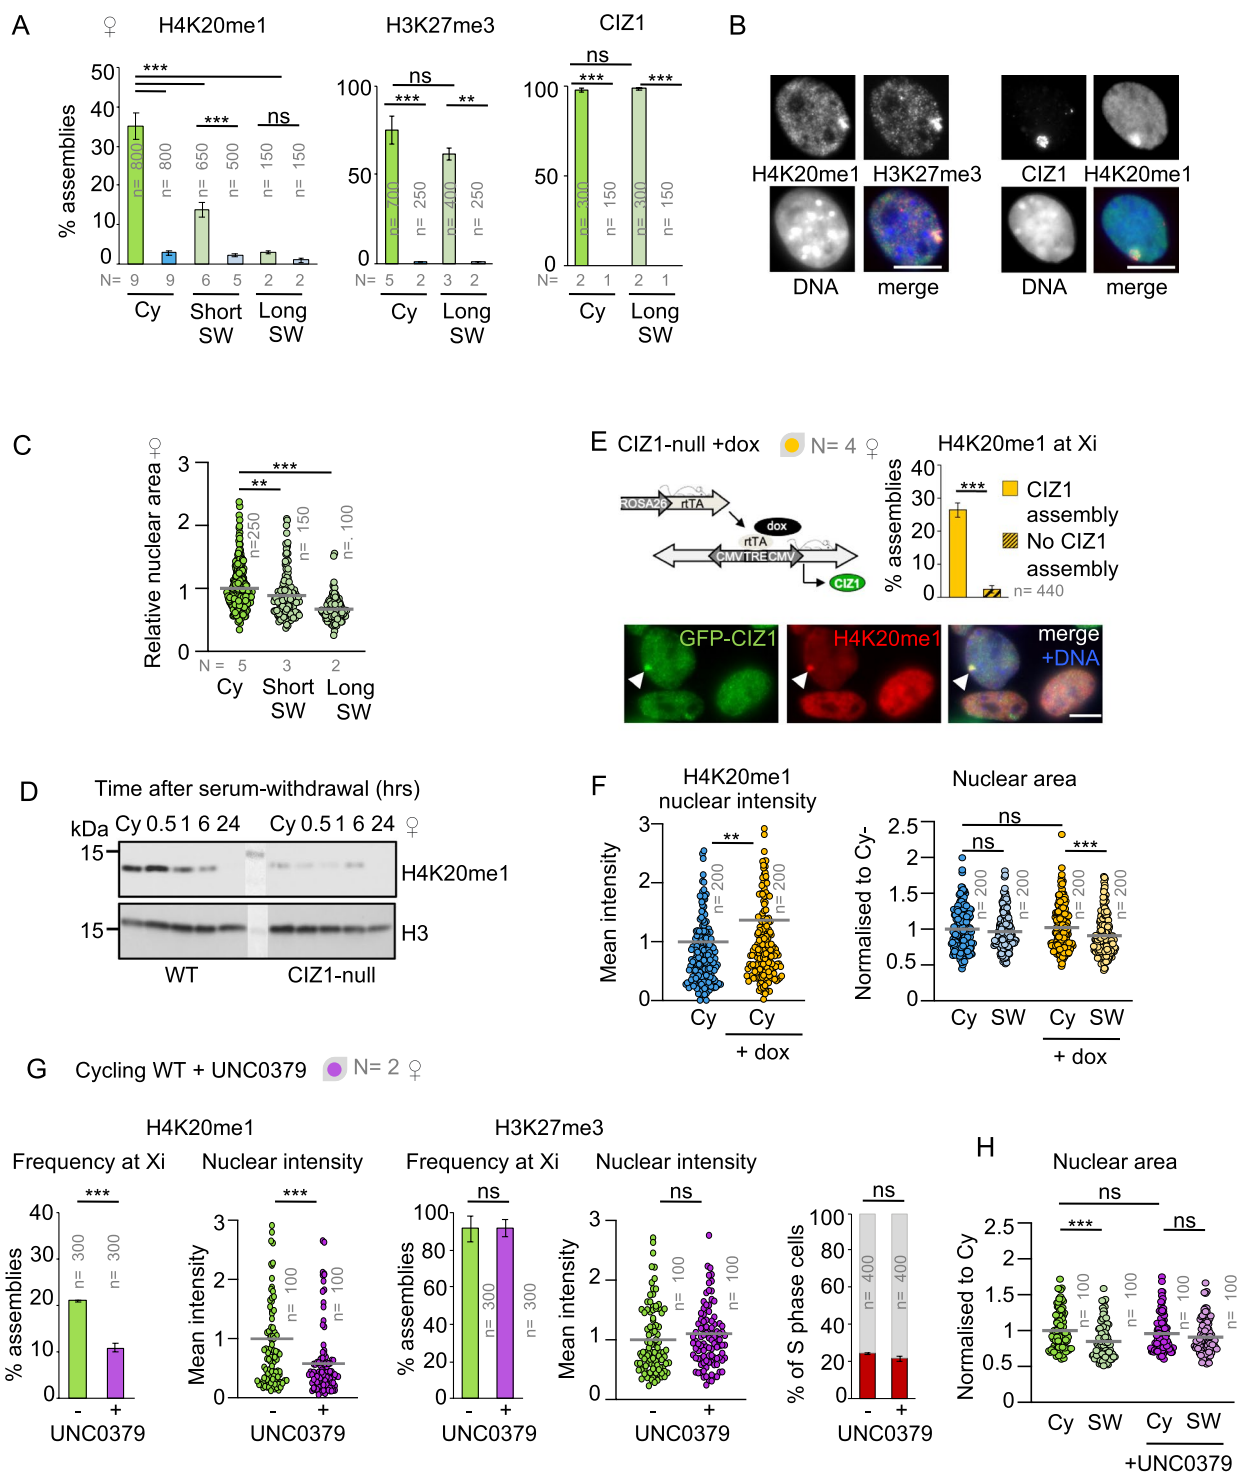 A
♀
H4K20me1
H3K27me3
CIZ1
% assemblies
50
40
30
20
10
0
***
***
ns
n= 800
n= 800
n= 650
n= 500
n= 150
n= 150
N= 9 9 6 5 2 2
Cy
Short SW
Long SW
100
50
0
ns
***
**
n= 700
n= 250
n= 400
n= 250
5 2 3 2
Cy
Long SW
100
50
0
ns
***
***
n= 300
n= 150
n= 300
n= 150
N= 2 1 2 1
Cy
Long SW
B
H4K20me1 H3K27me3
DNA merge
CIZ1 H4K20me1
DNA merge
C
Relative nuclear area ♀
3
2
1
0
***
**
n=250
n= 150
n=. 100
N = 5 3 2
Cy
Short SW
Long SW
D
Time after serum-withdrawal (hrs)
kDa Cy 0.5 1 6 24 Cy 0.5 1 6 24 ♀
15
H4K20me1
15
H3
WT CIZ1-null
E CIZ1-null +dox N= 4 ♀
ROSA26 rtTA
dox
rtTA
CMVTRECMV
CIZ1
H4K20me1 at Xi
% assemblies
40
30
20
10
0
***
CIZ1 assembly
No CIZ1 assembly
n= 440
GFP-CIZ1
H4K20me1
merge
+DNA
F
H4K20me1
nuclear intensity
Mean intensity
3
2
1
0
**
n= 200
n= 200
Cy Cy
+ dox
Nuclear area
Normalised to Cy-
2.5
2
1.5
1
0.5
0
ns
ns
***
n= 200
n= 200
n= 200
n= 200
Cy SW Cy SW
+ dox
G Cycling WT + UNC0379 N= 2 ♀
H4K20me1
Frequency at Xi
% assemblies
40
30
20
10
0
***
n= 300
n= 300
- +
UNC0379
Nuclear intensity
Mean intensity
3
2
1
0
***
n= 100
n= 100
- +
UNC0379
H3K27me3
Frequency at Xi
% assemblies
100
80
60
40
20
0
ns
n= 300
n= 300
- +
UNC0379
Nuclear intensity
Mean intensity
3
2
1
0
ns
n= 100
n= 100
- +
UNC0379
% of S phase cells
100
80
60
40
20
0
ns
n= 400
n= 400
- +
UNC0379
H
Nuclear area
Normalised to Cy
2.5
2
1.5
1
0.5
0
ns
***
ns
n= 100
n= 100
n= 100
n= 100
Cy SW Cy SW
+UNC0379